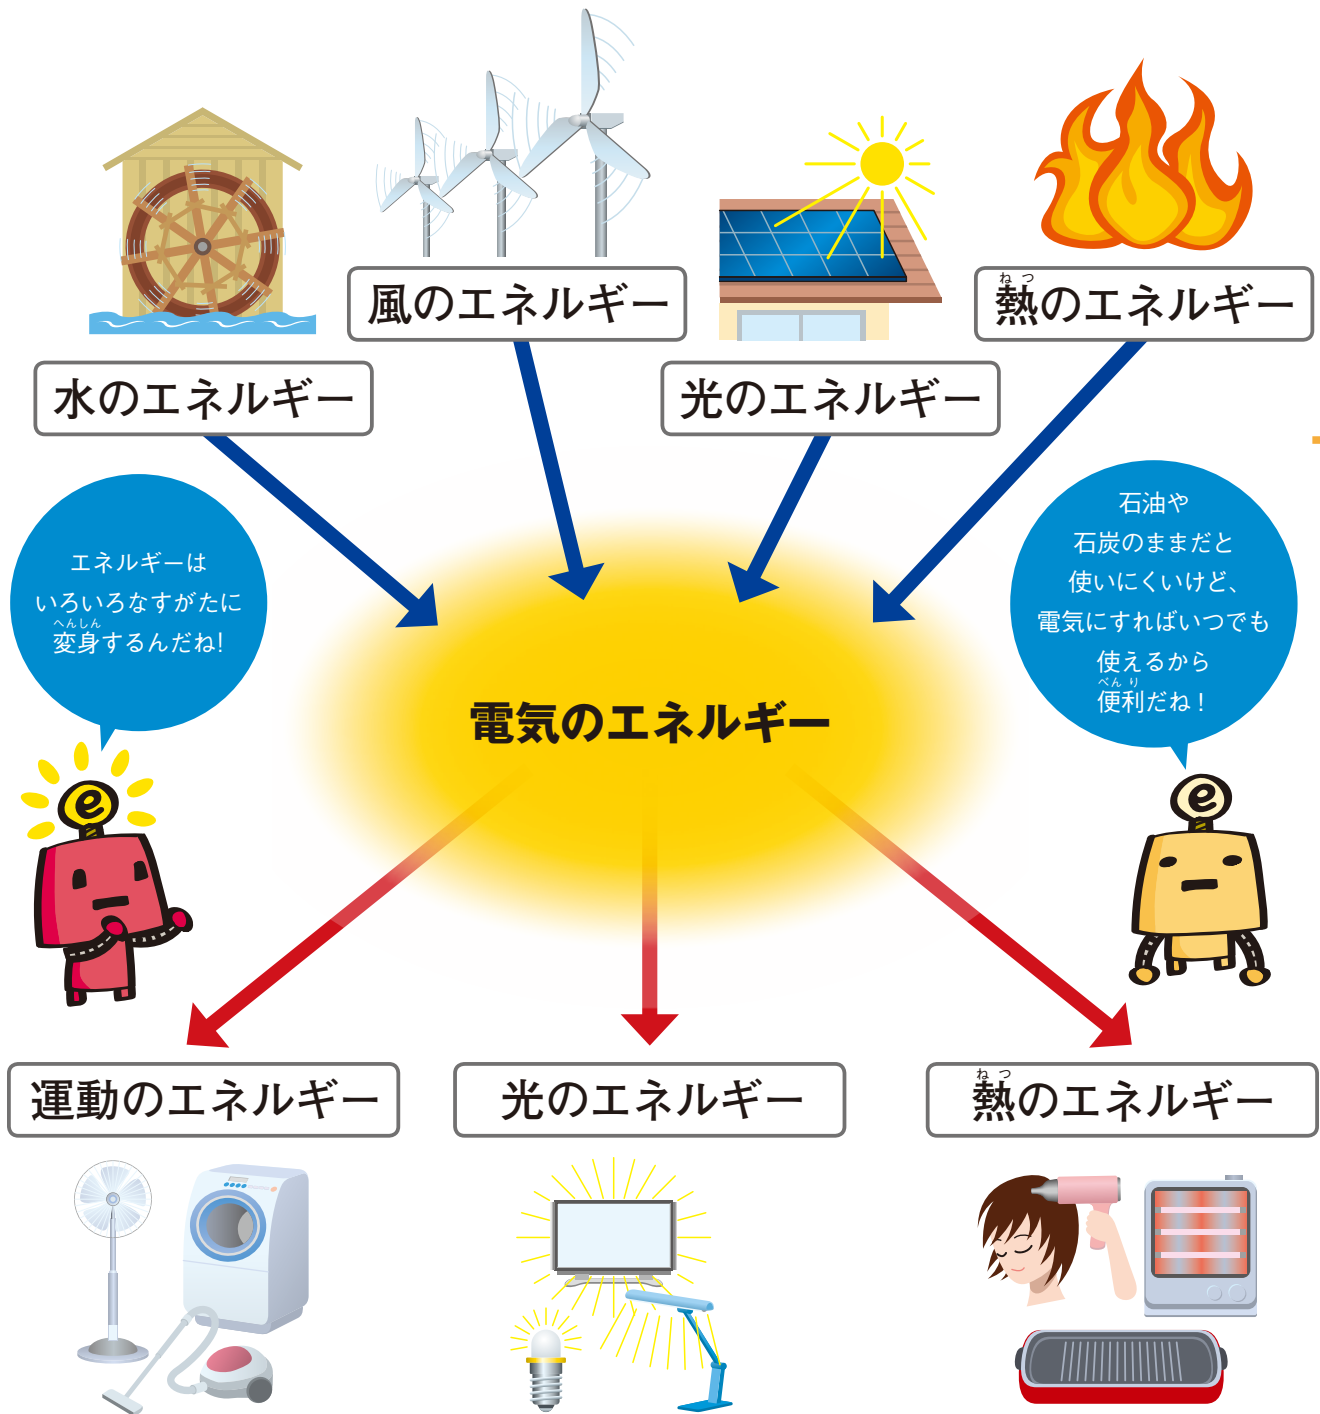 風のエネルギー
熱のエネルギー
ねつ
水のエネルギー
光のエネルギー
エネルギーは
いろいろなすがたに
へんしん
変身するんだね!
石油や
石炭のままだと
使いにくいけど、
電気にすればいつでも
使えるから
べんり
便利だね!
電気のエネルギー
e
e
運動のエネルギー
光のエネルギー
ねつ
熱のエネルギー